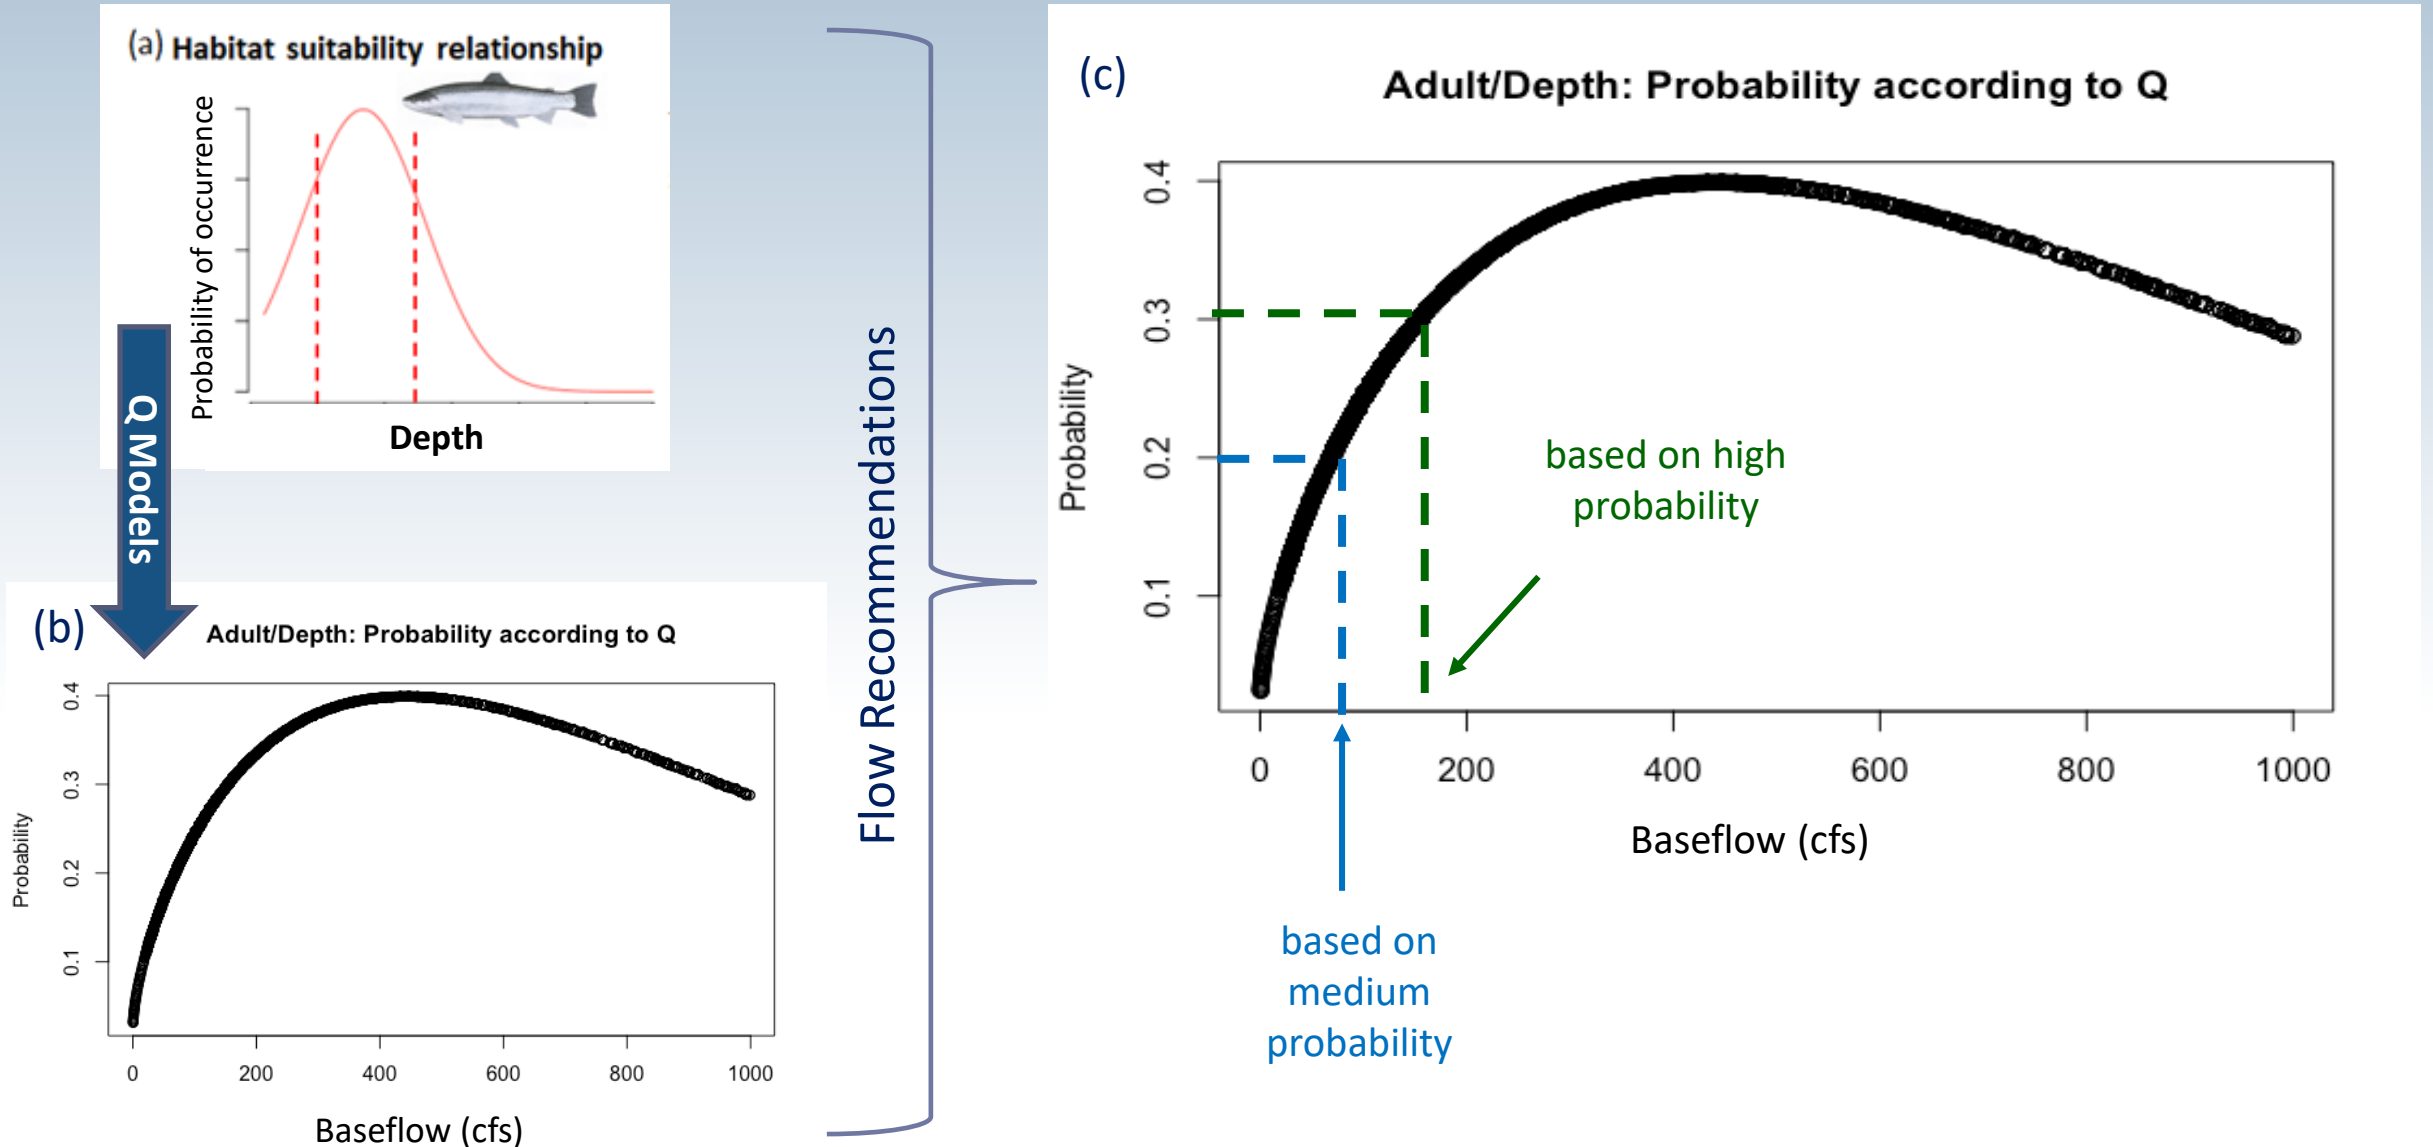 (a) Habitat suitability relationship
Probability of occurrence
Depth
Q Models
(b)
Adult/Depth: Probability according to Q
Probability
0.4
0.3
0.2
0.1
0 200 400 600 800 1000
Baseflow (cfs)
Flow Recommendations
(c)
Adult/Depth: Probability according to Q
Probability
0.4
0.3
0.2
0.1
based on high
probability
0 200 400 600 800 1000
Baseflow (cfs)
based on
medium
probability